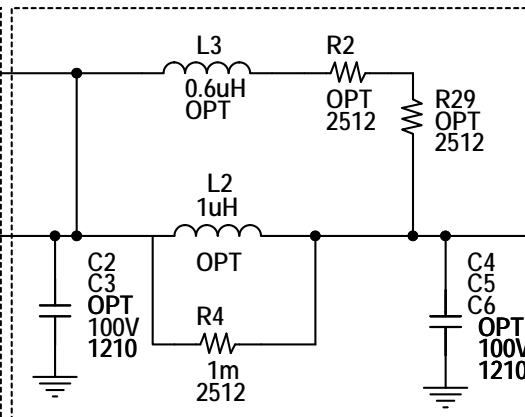 L3
0.6uH
OPT
R2
OPT
2512
R29
OPT
2512
L2
1uH
OPT
C2
C3
OPT
100V
1210
R4
1m
2512
C4
C5
C6
OPT
100V
1210